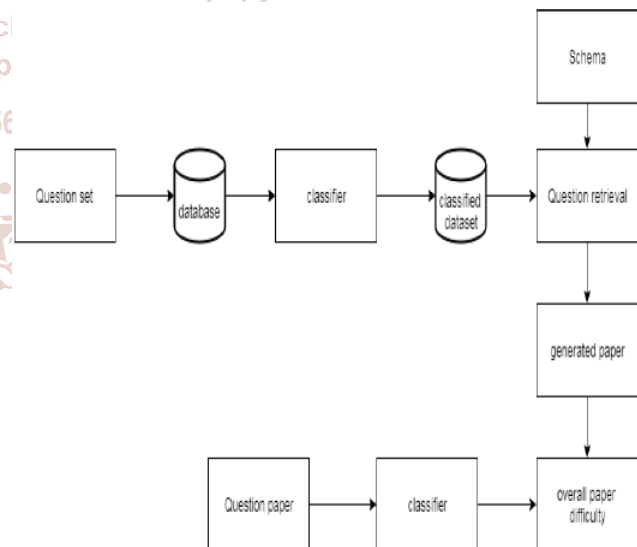 Schema
Question set
database
classifier
classified
dataset
Question retrieval
generated paper
Question paper
classifier
overall paper
difficulty